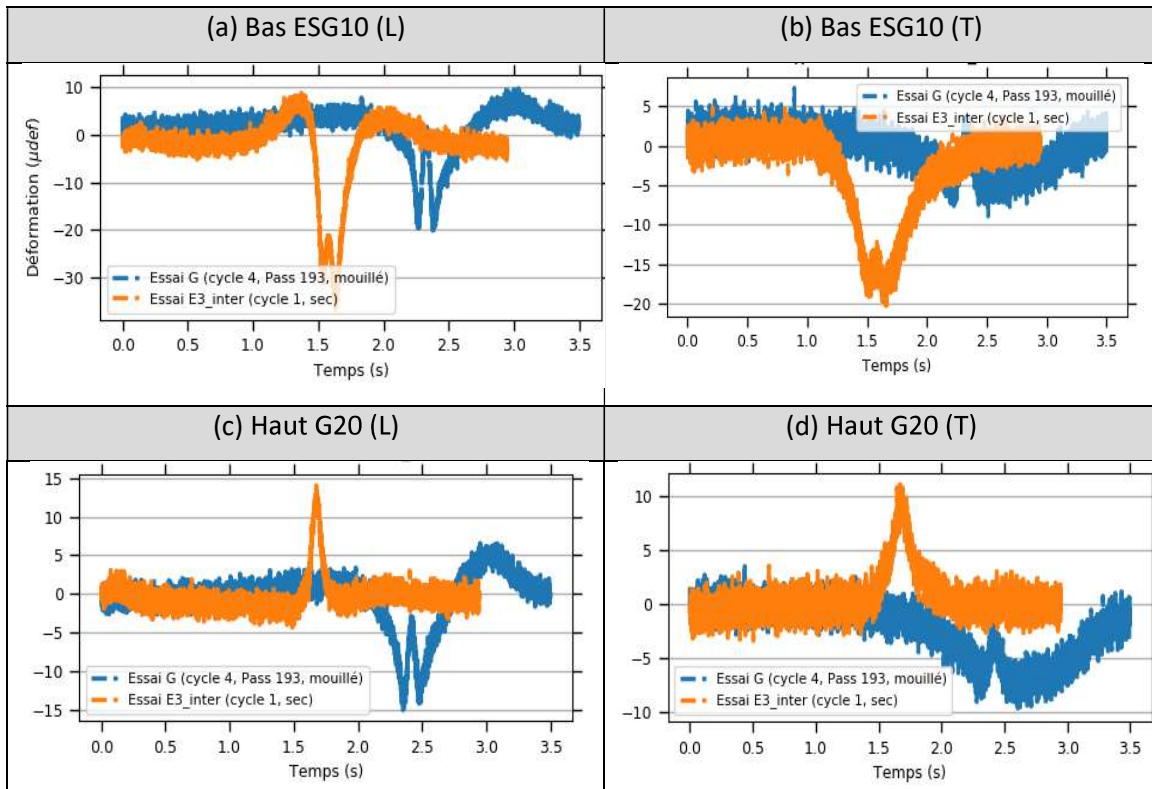 (a) Bas ESG10 (L)
(b) Bas ESG10 (T)
Déformation (μdef)
10
0
−10
−20
−30
Essai G (cycle 4, Pass 193, mouillé)
Essai E3_inter (cycle 1, sec)
0.0 0.5 1.0 1.5 2.0 2.5 3.0 3.5
Temps (s)
5
0
−5
−10
−15
−20
Essai G (cycle 4, Pass 193, mouillé)
Essai E3_inter (cycle 1, sec)
0.0 0.5 1.0 1.5 2.0 2.5 3.0 3.5
Temps (s)
(c) Haut G20 (L)
(d) Haut G20 (T)
15
10
5
0
−5
−10
−15
Essai G (cycle 4, Pass 193, mouillé)
Essai E3_inter (cycle 1, sec)
0.0 0.5 1.0 1.5 2.0 2.5 3.0 3.5
Temps (s)
10
5
0
−5
−10
Essai G (cycle 4, Pass 193, mouillé)
Essai E3_inter (cycle 1, sec)
0.0 0.5 1.0 1.5 2.0 2.5 3.0 3.5
Temps (s)